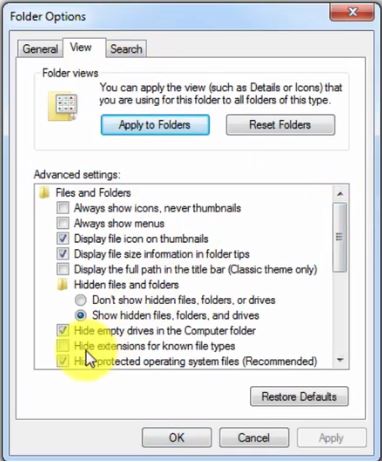 Folder Options
General View Search
Folder views
You can apply the view (such as Details or Icons) that
you are using for this folder to all folders of this type.
Apply to Folders Reset Folders
Advanced settings:
Files and Folders
Always show icons, never thumbnails
Always show menus
Display file icon on thumbnails
Display file size information in folder tips
Display the full path in the title bar (Classic theme only)
Hidden files and folders
Don't show hidden files, folders, or drives
Show hidden files, folders, and drives
Hide empty drives in the Computer folder
Hide extensions for known file types
Hide protected operating system files (Recommended)
Restore Defaults
OK Cancel Apply